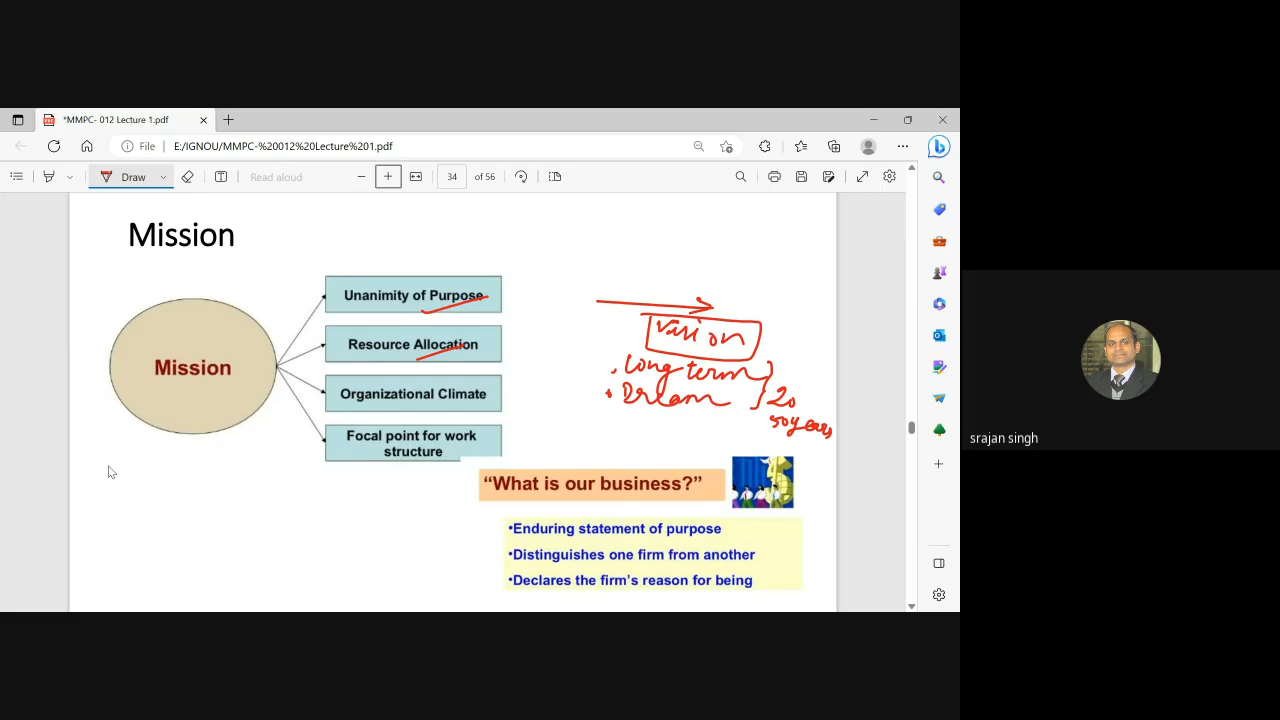 *MMPC- 012 Lecture 1.pdf
File E:/IGNOU/MMPC-%20012%20Lecture%201.pdf
Draw Read aloud 34 of 56
Mission
Mission
Unanimity of Purpose
Resource Allocation
Organizational Climate
Focal point for work
structure
Vision
Long term
Dream
20
50 years
"What is our business?"
•Enduring statement of purpose
•Distinguishes one firm from another
•Declares the firm's reason for being
srajan singh